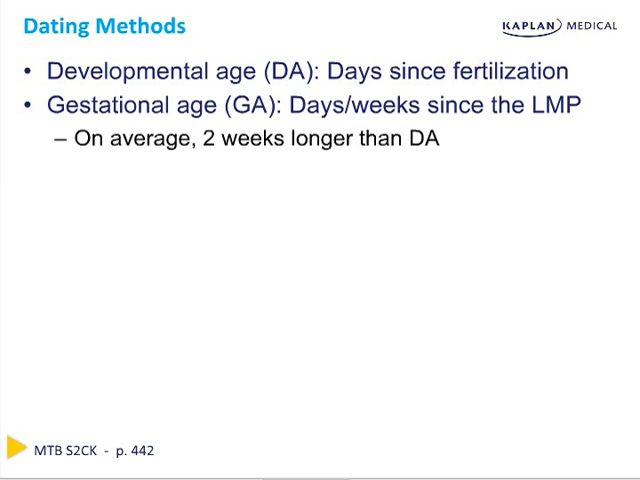 Dating Methods
KAPLAN MEDICAL
• Developmental age (DA): Days since fertilization
• Gestational age (GA): Days/weeks since the LMP
– On average, 2 weeks longer than DA
MTB S2CK - p. 442